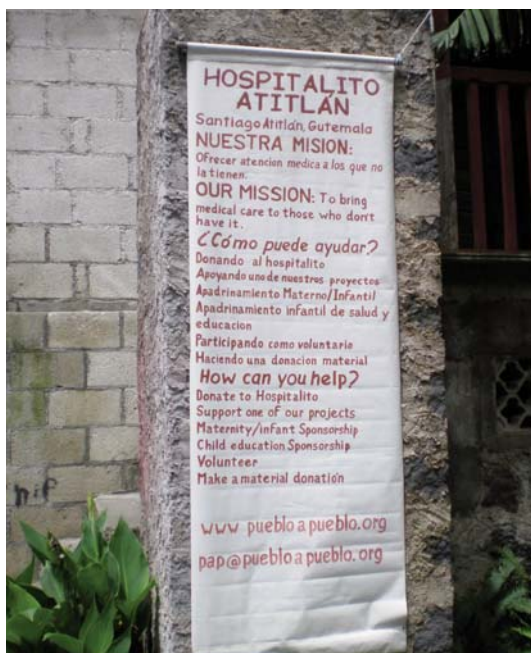 HOSPITALITO
ATITLÁN
Santiago Atitlán, Gutemala
NUESTRA MISION:
Ofrecer atencion medica a los que no
la tienen.
OUR MISSION: To bring
medical care to those who don't
have it.
¿Cómo puede ayudar?
Donando al hospitalito
Apoyando uno de nuestros proyectos
Apadrinamiento Materno/Infantil
Apadrinamiento infantil de salud y
educacion
Participando como voluntario
Haciendo una donacion material
How can you help?
Donate to Hospitalito
Support one of our projects
Maternity/infant Sponsorship
Child education Sponsorship
Volunteer
Make a material donation
www puebloapueblo.org
pap@puebloapueblo.org